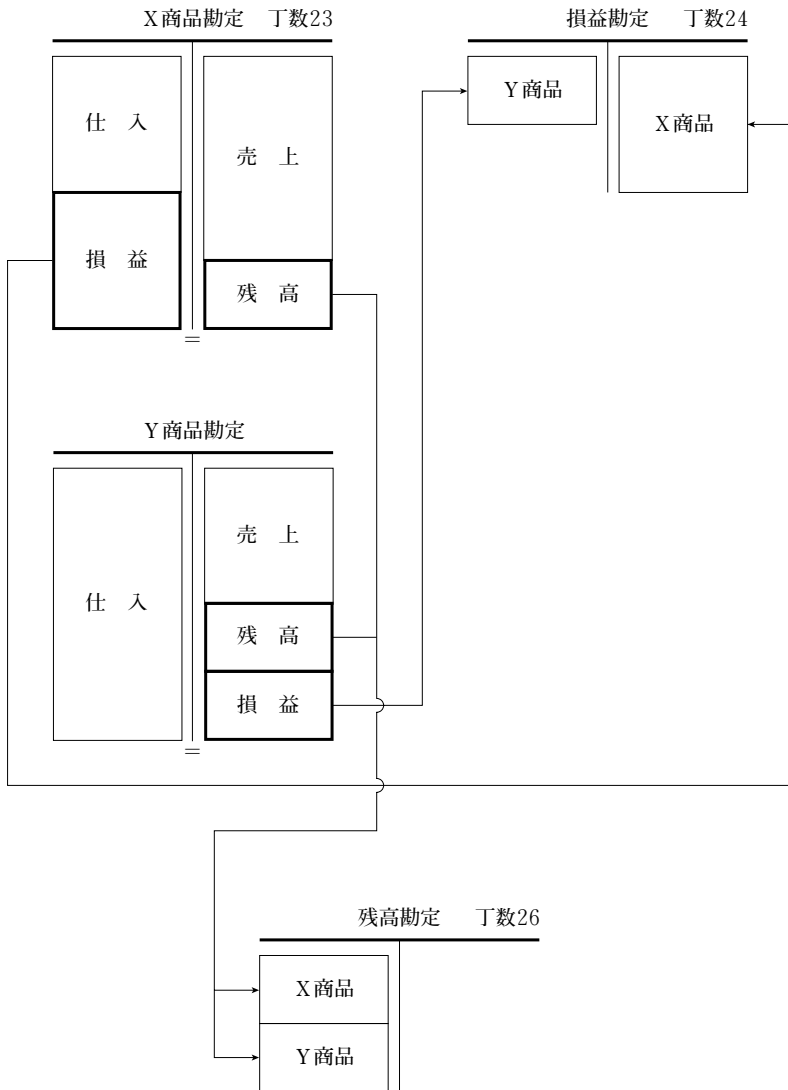 X商品勘定 丁数23
仕 入
売 上
損 益
残 高
損益勘定 丁数24
Y商品
X商品
Y商品勘定
仕 入
売 上
残 高
損 益
残高勘定 丁数26
X商品
Y商品